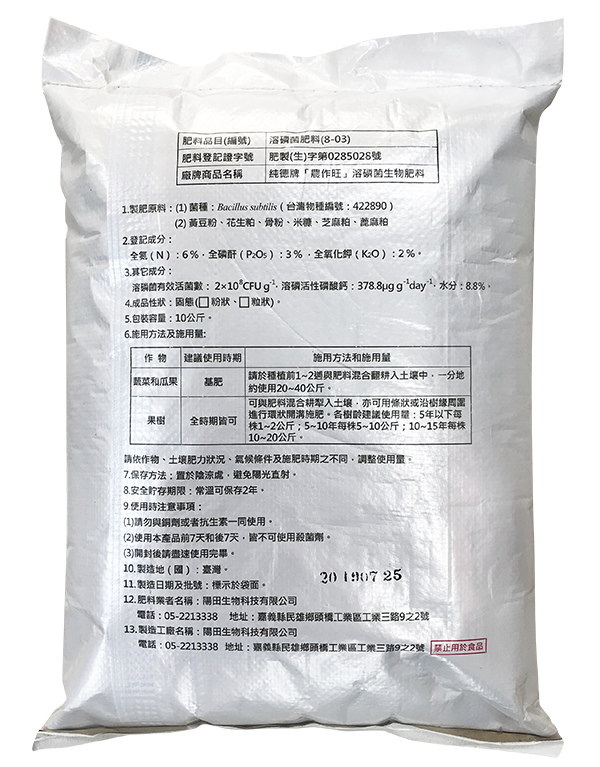 肥料品目(編號) 溶磷菌肥料(8-03)
肥料登記證字號 肥製(生)字第0285028號
廠牌商品名稱 純德牌「農作旺」溶磷菌生物肥料
1.製肥原料：(1) 菌種：Bacillus subtilis（台灣物種編號：422890）
(2) 黃豆粉、花生粕、骨粉、米糠、芝麻粕、蓖麻粕
2.登記成分：
全氮（N）：6%，全磷酐（P₂O₅）：3%，全氧化鉀（K₂O）：2%。
3.其它成分：
溶磷菌有效活菌數：2×10⁸CFU g⁻¹，溶磷活性磷酸鈣：378.8μg g⁻¹day⁻¹，水分：8.8%。
4.成品性狀：固態(□粉狀、□粒狀)。
5.包裝容量：10公斤。
6.施用方法及施用量:
作 物 建議使用時期 施用方法和施用量
蔬菜和瓜果 基肥 請於種植前1~2週與肥料混合翻耕入土壤中，一分地
約使用20~40公斤。
果樹 全時期皆可 可與肥料混合耕犁入土壤，亦可用條狀或沿樹緣周圍
進行環狀開溝施肥。各樹齡建議使用量：5年以下每
株1~2公斤；5~10年每株5~10公斤；10~15年每株
10~20公斤。
請依作物、土壤肥力狀況、氣候條件及施肥時期之不同，調整使用量。
7.保存方法：置於陰涼處，避免陽光直射。
8.安全貯存期限：常溫可保存2年。
9.使用時注意事項：
(1)請勿與銅劑或者抗生素一同使用。
(2)使用本產品前7天和後7天，皆不可使用殺菌劑。
(3)開封後請盡速使用完畢。
10.製造地（國）：臺灣。
20190725
11.製造日期及批號：標示於袋面。
12.肥料業者名稱：陽田生物科技有限公司
電話：05-2213338 地址：嘉義縣民雄鄉頭橋工業區工業三路9之2號
13.製造工廠名稱：陽田生物科技有限公司
電話：05-2213338 地址：嘉義縣民雄鄉頭橋工業區工業三路9之2號 禁止用於食品